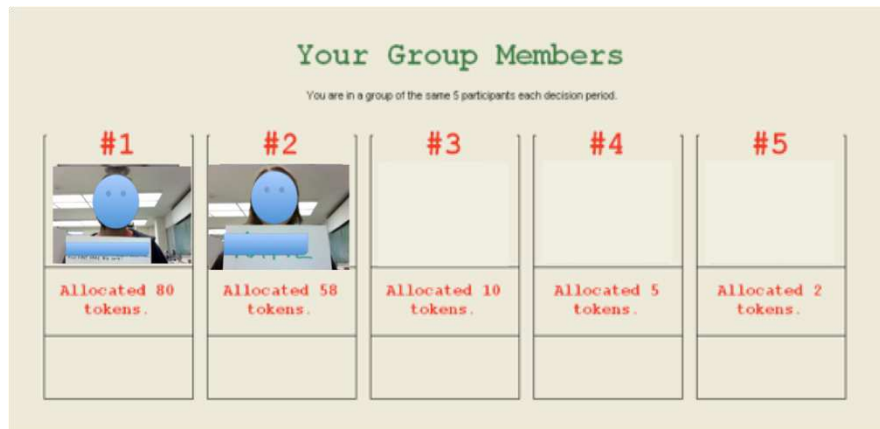 Your Group Members
You are in a group of the same 5 participants each decision period.
#1
#2
#3
#4
#5
Allocated 80
tokens.
Allocated 58
tokens.
Allocated 10
tokens.
Allocated 5
tokens.
Allocated 2
tokens.